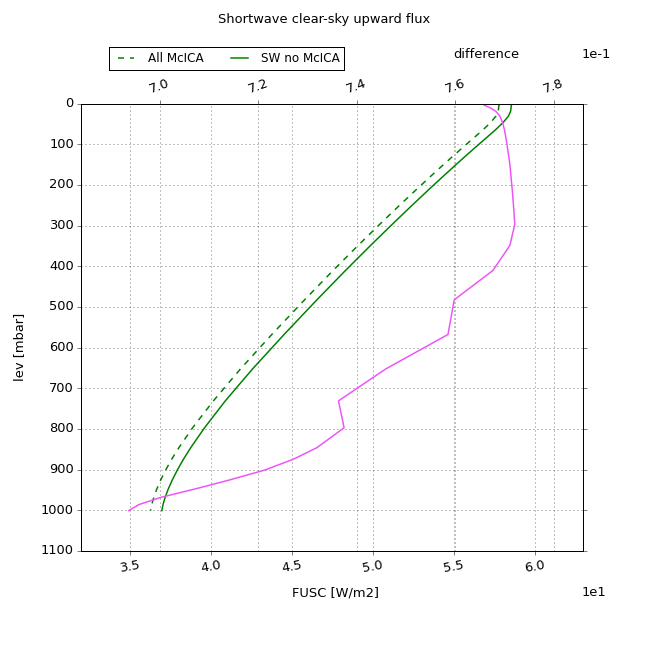 Shortwave clear-sky upward flux
All McICA SW no McICA
difference 1e-1
7.0 7.2 7.4 7.6 7.8
0
100
200
300
400
500
600
700
800
900
1000
1100
lev [mbar]
3.5 4.0 4.5 5.0 5.5 6.0
FUSC [W/m2] 1e1